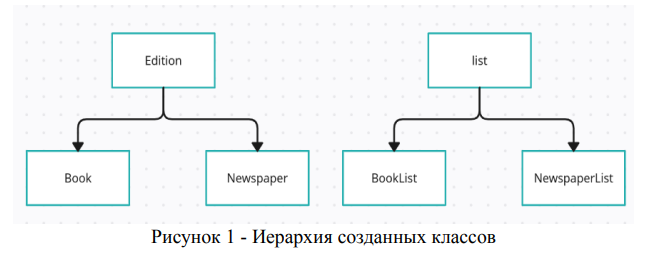 Edition
list
Book
Newspaper
BookList
NewspaperList
Рисунок 1 - Иерархия созданных классов